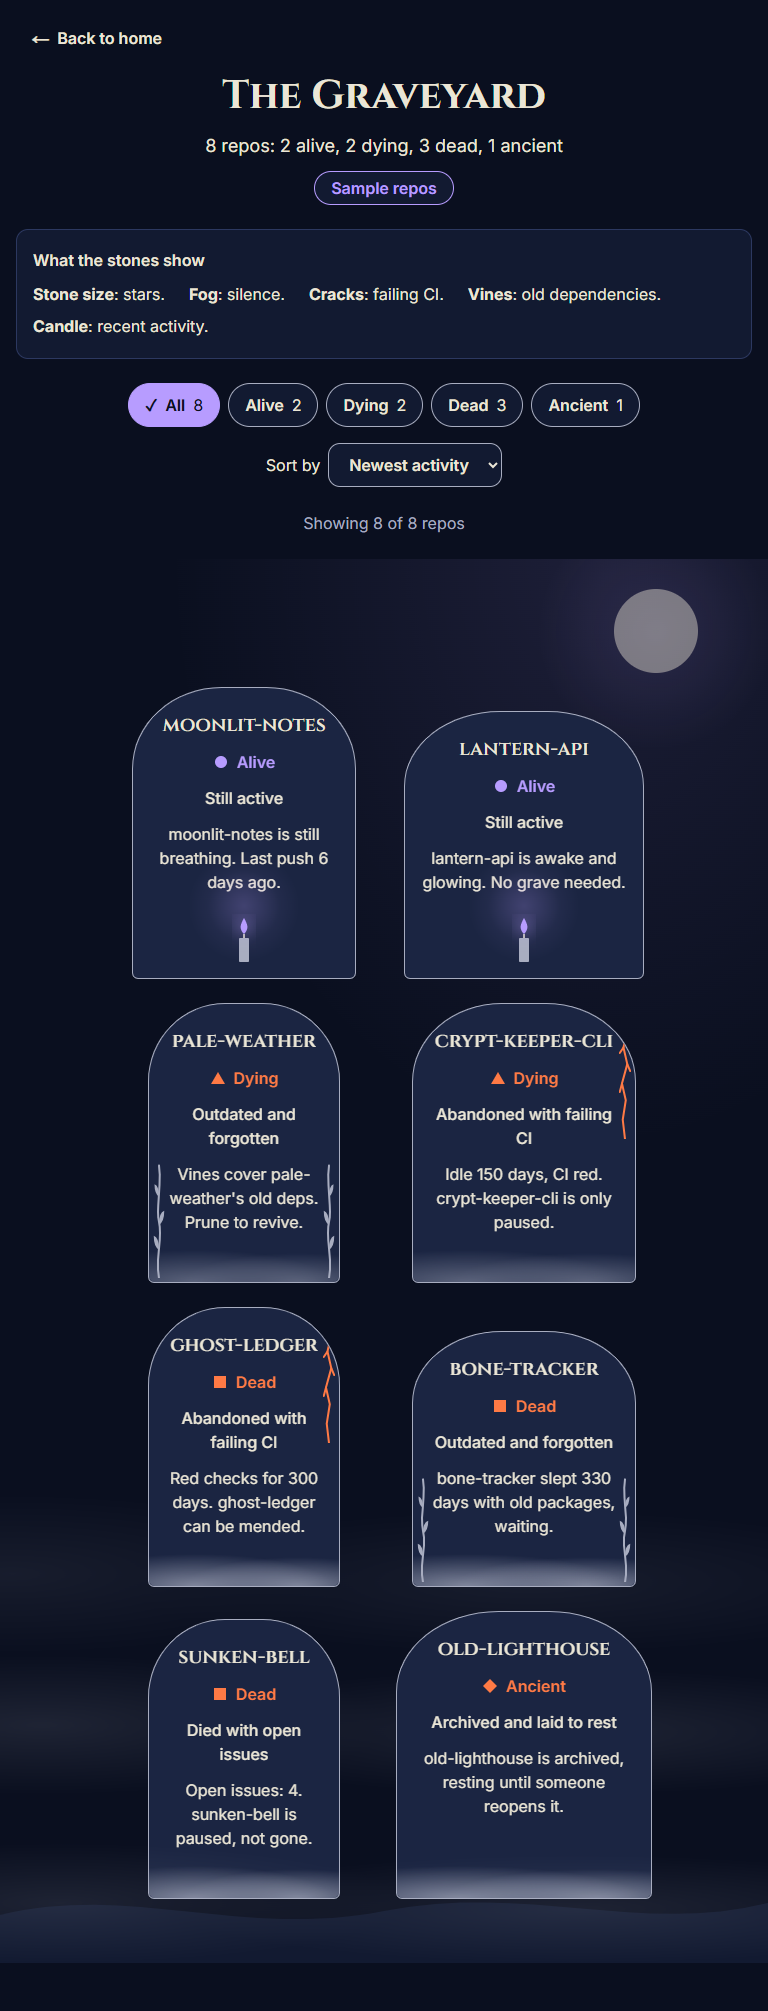 ← Back to home
The Graveyard
8 repos: 2 alive, 2 dying, 3 dead, 1 ancient
Sample repos
What the stones show
Stone size: stars. Fog: silence. Cracks: failing CI. Vines: old dependencies.
Candle: recent activity.
✓ All 8 Alive 2 Dying 2 Dead 3 Ancient 1
Sort by Newest activity
Showing 8 of 8 repos
moonlit-notes
Alive
Still active
moonlit-notes is still
breathing. Last push 6
days ago.
lantern-api
Alive
Still active
lantern-api is awake and
glowing. No grave needed.
pale-weather
Dying
Outdated and
forgotten
Vines cover pale-
weather's old deps.
Prune to revive.
crypt-keeper-cli
Dying
Abandoned with failing
CI
Idle 150 days, CI red.
crypt-keeper-cli is only
paused.
ghost-ledger
Dead
Abandoned with
failing CI
Red checks for 300
days. ghost-ledger
can be mended.
bone-tracker
Dead
Outdated and forgotten
bone-tracker slept 330
days with old packages,
waiting.
sunken-bell
Dead
Died with open
issues
Open issues: 4.
sunken-bell is
paused, not gone.
old-lighthouse
Ancient
Archived and laid to rest
old-lighthouse is archived,
resting until someone
reopens it.